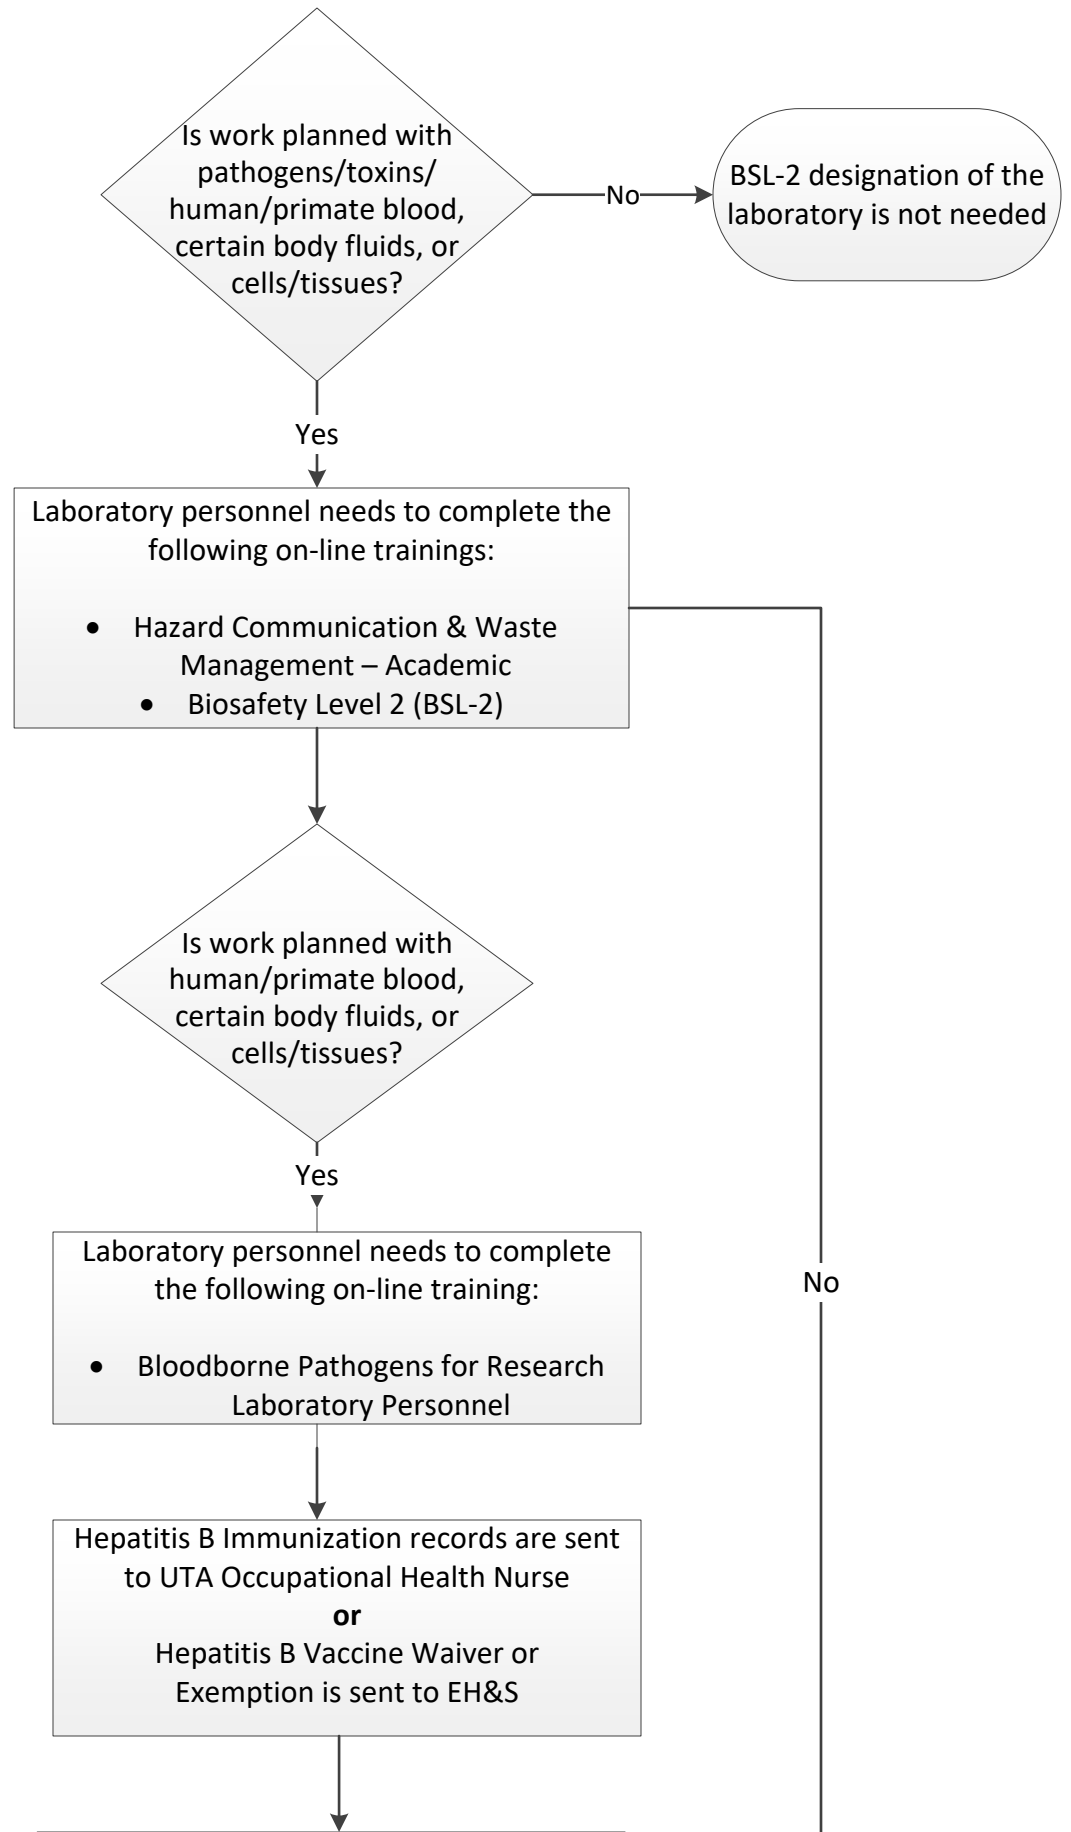 Is work planned with
pathogens/toxins/
human/primate blood,
certain body fluids, or
cells/tissues?
No
BSL-2 designation of the
laboratory is not needed
Yes
Laboratory personnel needs to complete the
following on-line trainings:
• Hazard Communication & Waste
Management – Academic
• Biosafety Level 2 (BSL-2)
Is work planned with
human/primate blood,
certain body fluids, or
cells/tissues?
Yes
Laboratory personnel needs to complete
the following on-line training:
No
• Bloodborne Pathogens for Research
Laboratory Personnel
Hepatitis B Immunization records are sent
to UTA Occupational Health Nurse
or
Hepatitis B Vaccine Waiver or
Exemption is sent to EH&S